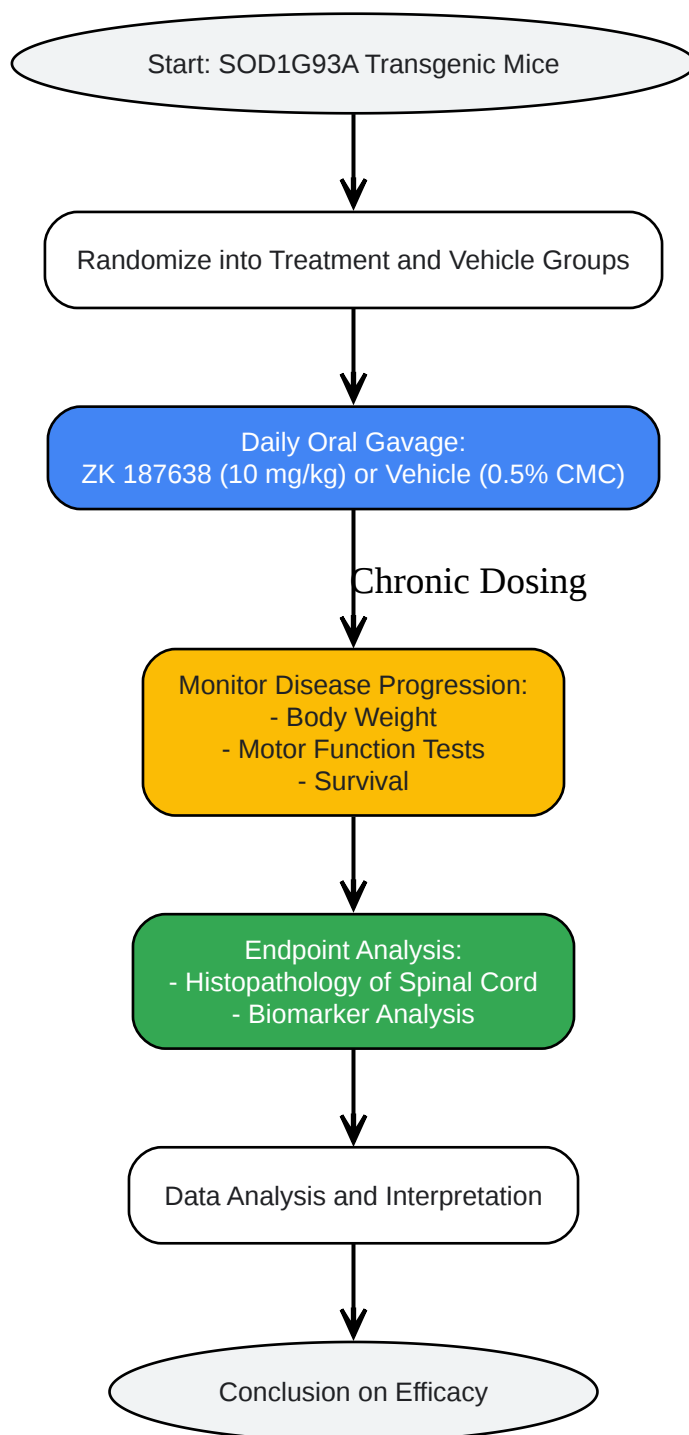 Start: SOD1G93A Transgenic Mice
Randomize into Treatment and Vehicle Groups
Daily Oral Gavage:
ZK 187638 (10 mg/kg) or Vehicle (0.5% CMC)
Chronic Dosing
Monitor Disease Progression:
- Body Weight
- Motor Function Tests
- Survival
Endpoint Analysis:
- Histopathology of Spinal Cord
- Biomarker Analysis
Data Analysis and Interpretation
Conclusion on Efficacy